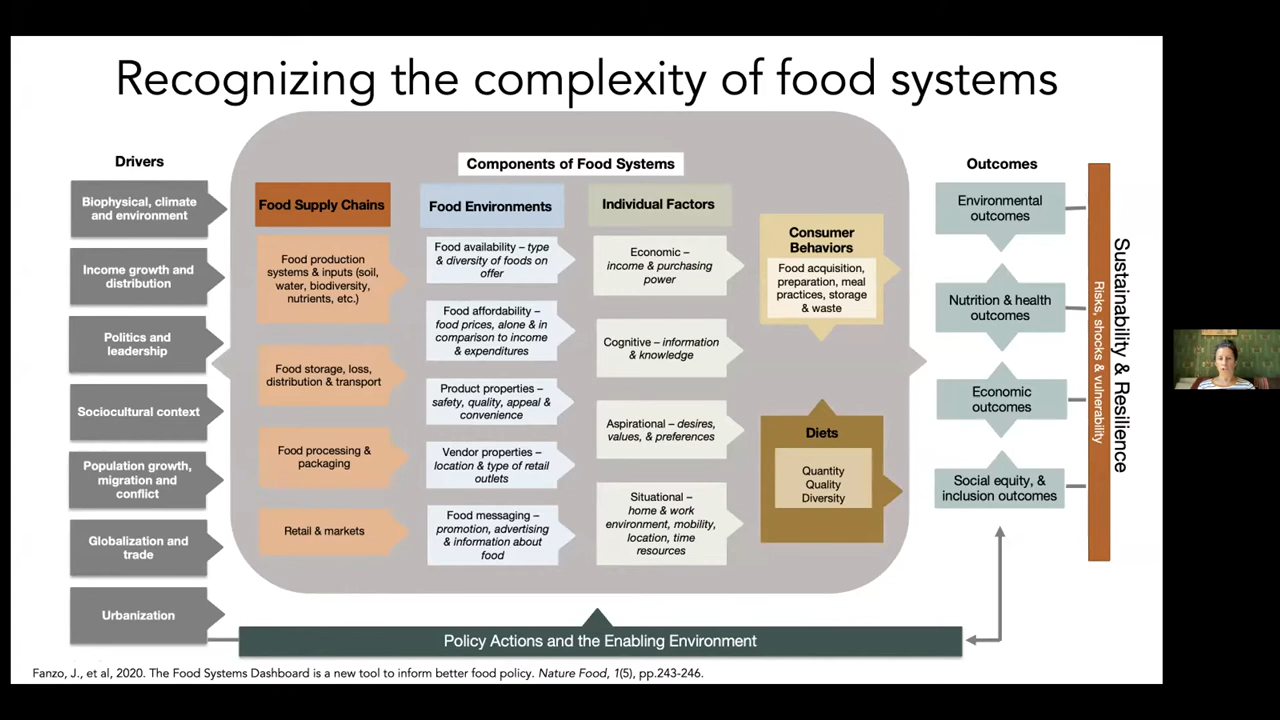 Recognizing the complexity of food systems
Drivers
Biophysical, climate
and environment
Income growth and
distribution
Politics and
leadership
Sociocultural context
Population growth,
migration and
conflict
Globalization and
trade
Urbanization
Components of Food Systems
Food Supply Chains
Food production
systems & inputs (soil,
water, biodiversity,
nutrients, etc.)
Food storage, loss,
distribution & transport
Food processing &
packaging
Retail & markets
Food Environments
Food availability – type
& diversity of foods on
offer
Food affordability –
food prices, alone & in
comparison to income
& expenditures
Product properties –
safety, quality, appeal &
convenience
Vendor properties –
location & type of retail
outlets
Food messaging –
promotion, advertising
& information about
food
Individual Factors
Economic –
income & purchasing
power
Cognitive – information
& knowledge
Aspirational – desires,
values, & preferences
Situational –
home & work
environment, mobility,
location, time
resources
Consumer
Behaviors
Food acquisition,
preparation, meal
practices, storage
& waste
Diets
Quantity
Quality
Diversity
Outcomes
Environmental
outcomes
Nutrition & health
outcomes
Economic
outcomes
Social equity, &
inclusion outcomes
Risks, shocks & vulnerability
Sustainability & Resilience
Policy Actions and the Enabling Environment
Fanzo, J., et al, 2020. The Food Systems Dashboard is a new tool to inform better food policy. Nature Food, 1(5), pp.243-246.